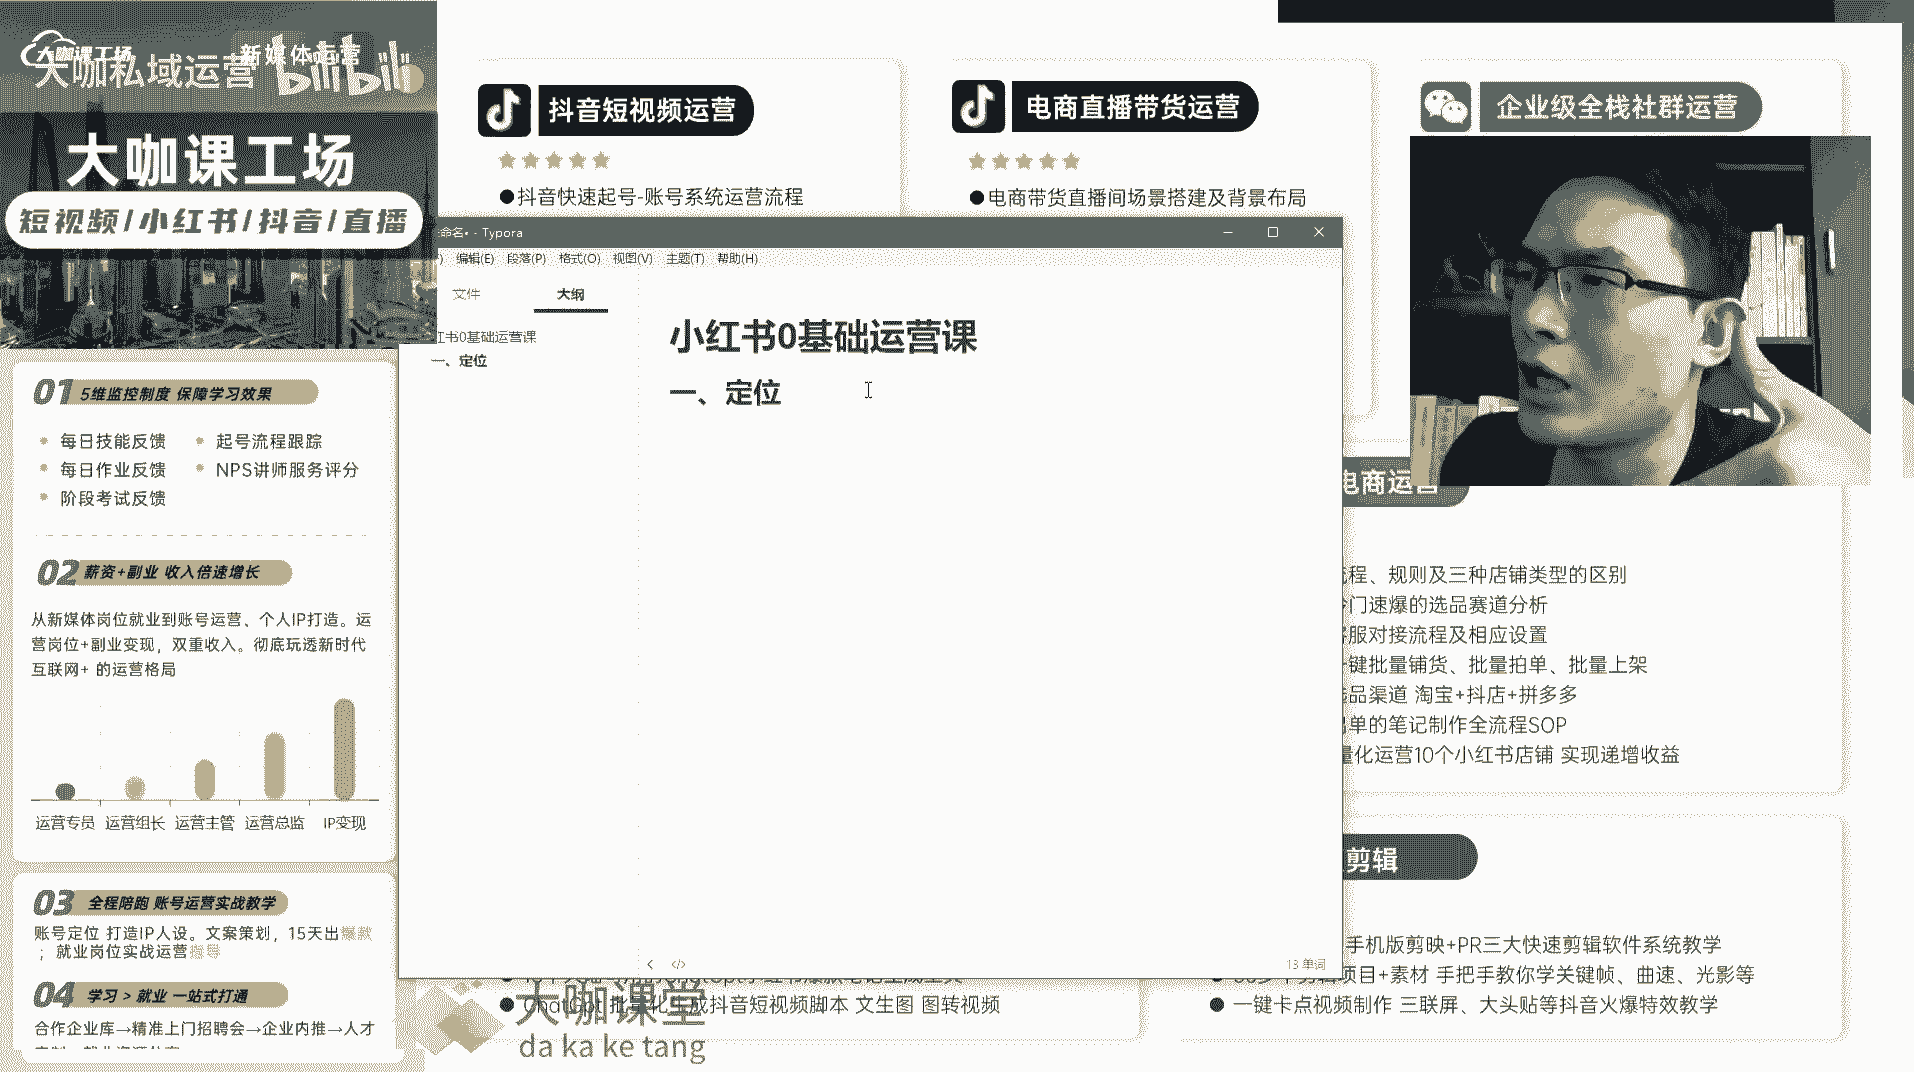 大咖课工场
新媒体运营
大咖私域运营 bilibili
大咖课工场
短视频/小红书/抖音/直播
01 5维监控制度 保障学习效果
每日技能反馈
起号流程跟踪
每日作业反馈
NPS讲师服务评分
阶段考试反馈
02 薪资+副业 收入倍速增长
从新媒体岗位就业到账号运营、个人IP打造。运
营岗位+副业变现，双重收入。彻底玩透新时代
互联网+ 的运营格局
运营专员 运营组长 运营主管 运营总监 IP变现
03 全程陪跑 账号运营实战教学
账号定位 打造IP人设。文案策划，15天出爆款
；就业岗位实战运营指导
04 学习 > 就业 一站式打通
合作企业库→精准上门招聘会→企业内推→人才
抖音短视频运营
●抖音快速起号-账号系统运营流程
电商直播带货运营
●电商带货直播间场景搭建及背景布局
企业级全栈社群运营
命名• - Typora
编辑(E) 段落(P) 格式(O) 视图(V) 主题(T) 帮助(H)
文件
大纲
红书0基础运营课
一、定位
小红书0基础运营课
一、定位
13 单词
电商运营
流程、规则及三种店铺类型的区别
冷门速爆的选品赛道分析
客服对接流程及相应设置
一键批量铺货、批量拍单、批量上架
选品渠道 淘宝+抖店+拼多多
出单的笔记制作全流程SOP
量化运营10个小红书店铺 实现递增收益
剪辑
手机版剪映+PR三大快速剪辑软件系统教学
项目+素材 手把手教你学关键帧、曲速、光影等
●一键卡点视频制作 三联屏、大头贴等抖音火爆特效教学
●ChatGpt 批量化生成抖音短视频脚本 文生图 图转视频
大咖课堂
da ka ke tang